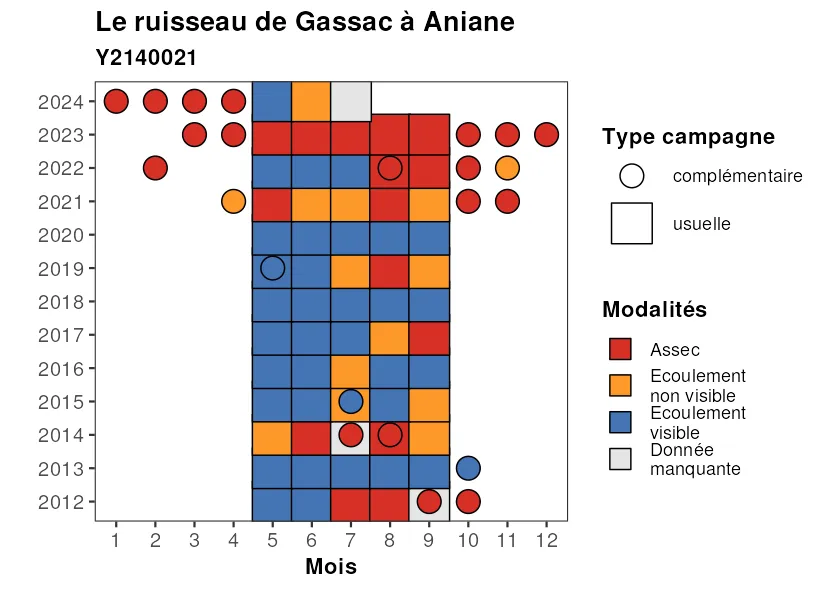 Le ruisseau de Gassac à Aniane
Y2140021
2024
2023
2022
2021
2020
2019
2018
2017
2016
2015
2014
2013
2012
1 2 3 4 5 6 7 8 9 10 11 12
Mois
Type campagne
complémentaire
usuelle
Modalités
Assec
Ecoulement
non visible
Ecoulement
visible
Donnée
manquante